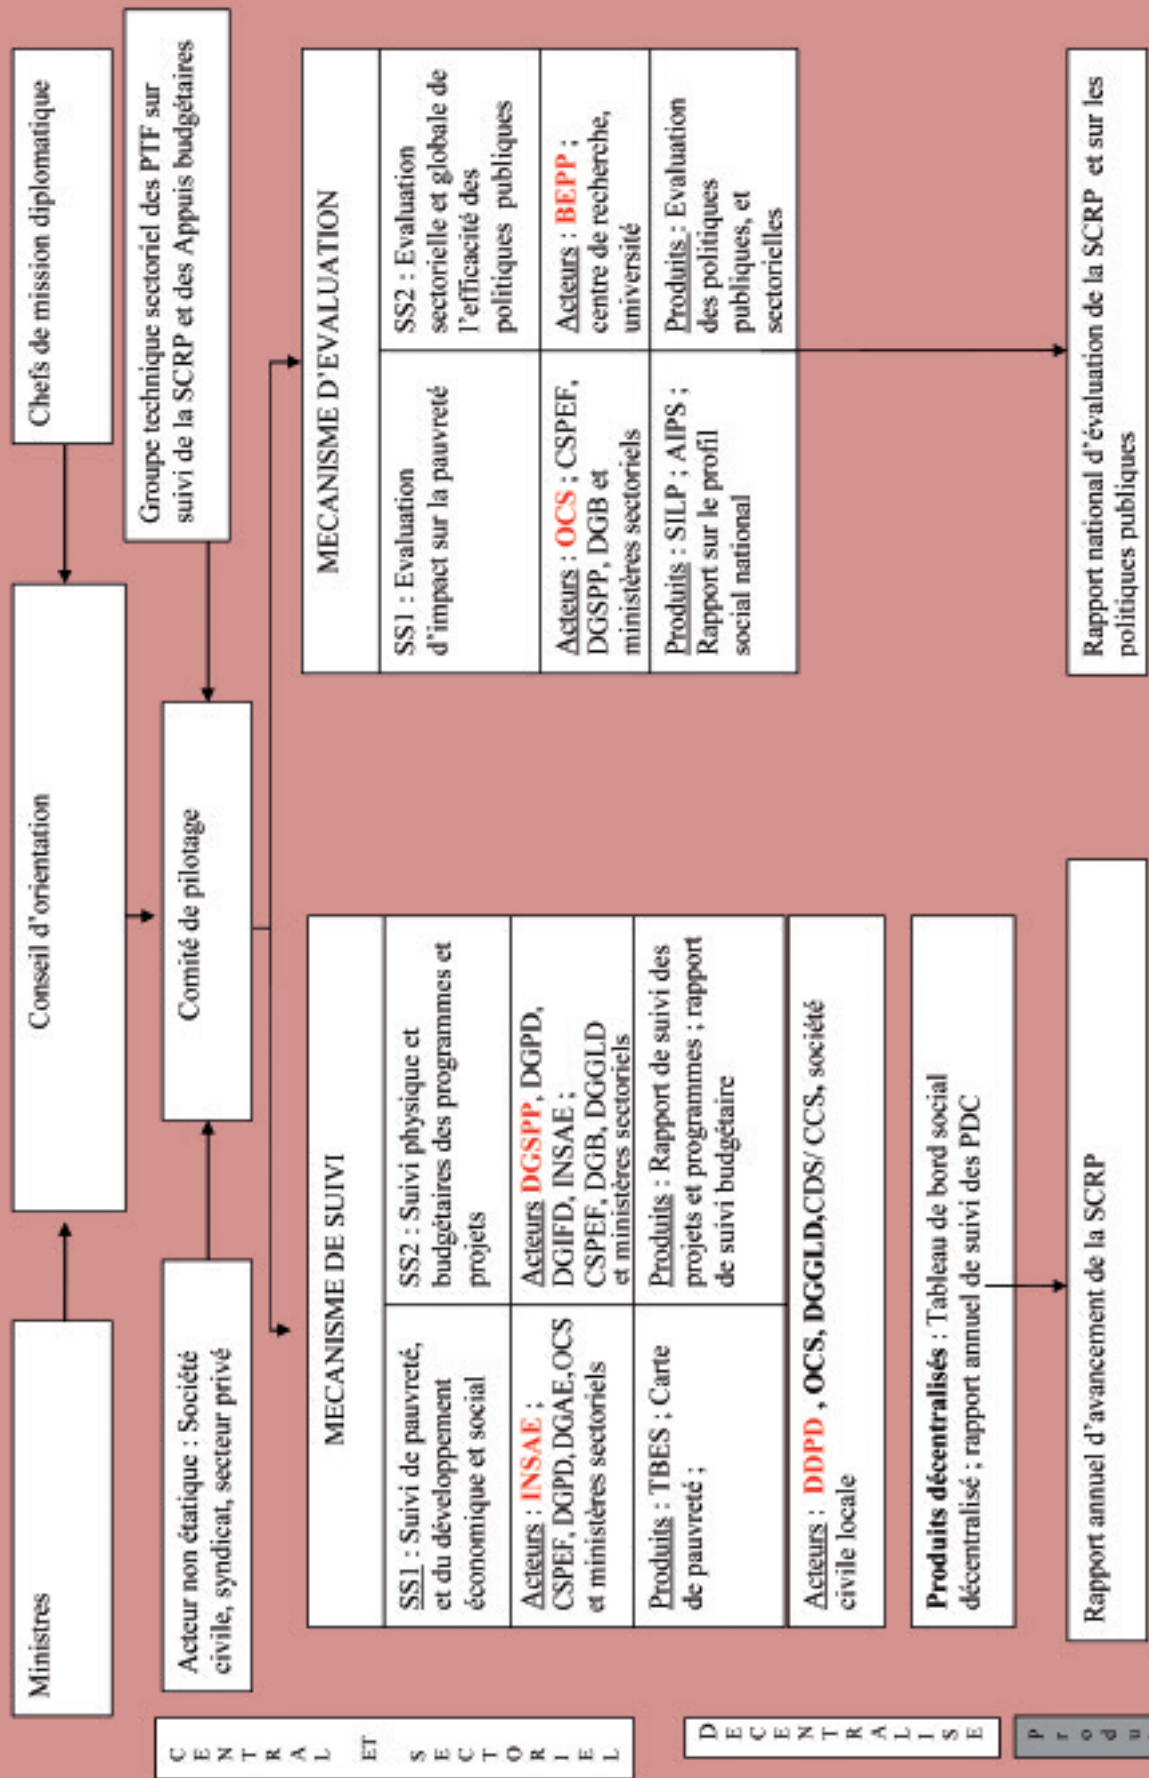 Ministres
Conseil d'orientation
Chefs de mission diplomatique
Acteur non étatique : Société
civile, syndicat, secteur privé
Comité de pilotage
Groupe technique sectoriel des PTF sur
suivi de la SCRP et des Appuis budgétaires
CENTRAL ET SECTORIEL
MECANISME DE SUIVI
SS1 : Suivi de pauvreté,
et du développement
économique et social
SS2 : Suivi physique et
budgétaires des programmes et
projets
Acteurs : INSAE ;
CSPEF, DGPD, DGAE, OCS
et ministères sectoriels
Acteurs DGSPP, DGPD,
DGIFD, INSAE ;
CSPEF, DGB, DGGLD
et ministères sectoriels
Produits : TBES ; Carte
de pauvreté ;
Produits : Rapport de suivi des
projets et programmes ; rapport
de suivi budgétaire
MECANISME D'EVALUATION
SS1 : Evaluation
d'impact sur la pauvreté
SS2 : Evaluation
sectorielle et globale de
l'efficacité des
politiques publiques
Acteurs : OCS ; CSPEF,
DGSPP, DGB et
ministères sectoriels
Acteurs : BEPP ;
centre de recherche,
université
Produits : SILP ; AIPS ;
Rapport sur le profil
social national
Produits : Evaluation
des politiques
publiques, et
sectorielles
DECENTRALISE
Acteurs : DDPD , OCS, DGGLD,CDS/ CCS, société
civile locale
Produits décentralisés : Tableau de bord social
décentralisé ; rapport annuel de suivi des PDC
Produ
Rapport annuel d'avancement de la SCRP
Rapport national d'évaluation de la SCRP et sur les
politiques publiques